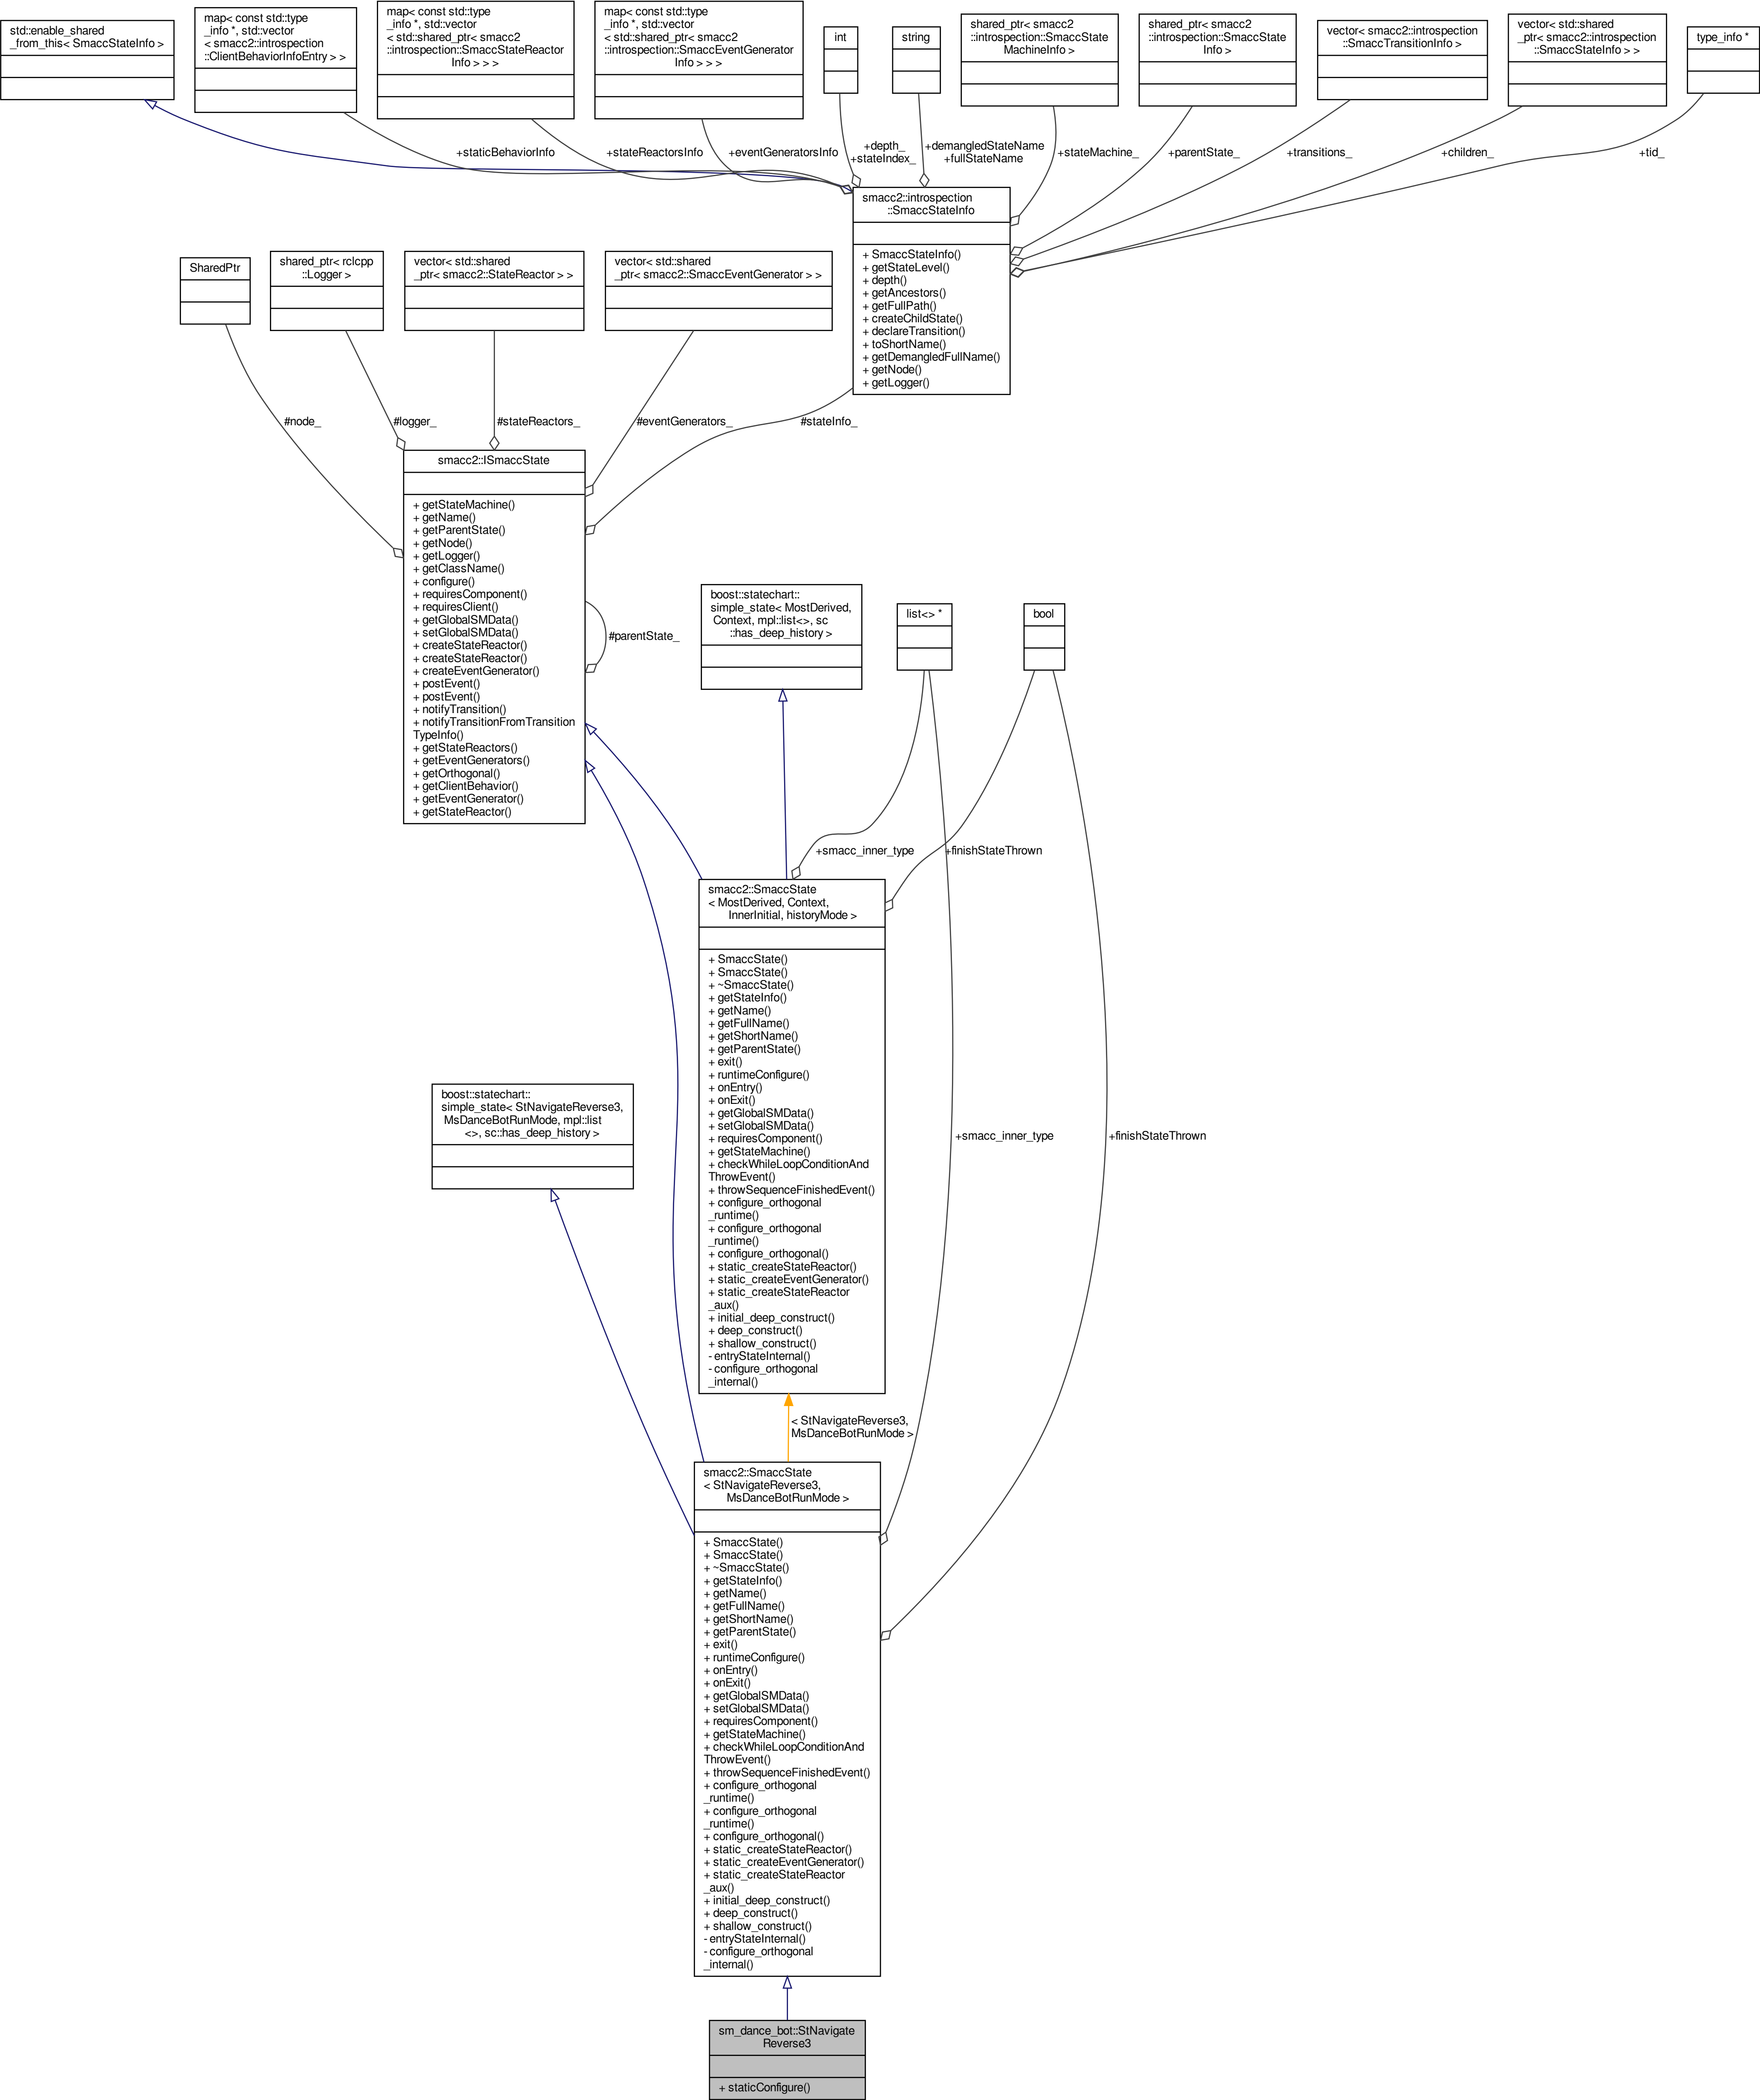 std::enable_shared
_from_this< SmaccStateInfo >
map< const std::type
_info *, std::vector
< smacc2::introspection
::ClientBehaviorInfoEntry > >
map< const std::type
_info *, std::vector
< std::shared_ptr< smacc2
::introspection::SmaccStateReactor
Info > > >
map< const std::type
_info *, std::vector
< std::shared_ptr< smacc2
::introspection::SmaccEventGenerator
Info > > >
int
string
shared_ptr< smacc2
::introspection::SmaccState
MachineInfo >
shared_ptr< smacc2
::introspection::SmaccState
Info >
vector< smacc2::introspection
::SmaccTransitionInfo >
vector< std::shared
_ptr< smacc2::introspection
::SmaccStateInfo > >
type_info *
+staticBehaviorInfo
+stateReactorsInfo
+eventGeneratorsInfo
+depth_
+stateIndex_
+demangledStateName
+fullStateName
+stateMachine_
+parentState_
+transitions_
+children_
+tid_
smacc2::introspection
::SmaccStateInfo
+ SmaccStateInfo()
+ getStateLevel()
+ depth()
+ getAncestors()
+ getFullPath()
+ createChildState()
+ declareTransition()
+ toShortName()
+ getDemangledFullName()
+ getNode()
+ getLogger()
SharedPtr
shared_ptr< rclcpp
::Logger >
vector< std::shared
_ptr< smacc2::StateReactor > >
vector< std::shared
_ptr< smacc2::SmaccEventGenerator > >
#node_
#logger_
#stateReactors_
#eventGenerators_
#stateInfo_
smacc2::ISmaccState
+ getStateMachine()
+ getName()
+ getParentState()
+ getNode()
+ getLogger()
+ getClassName()
+ configure()
+ requiresComponent()
+ requiresClient()
+ getGlobalSMData()
+ setGlobalSMData()
+ createStateReactor()
+ createStateReactor()
+ createEventGenerator()
+ postEvent()
+ postEvent()
+ notifyTransition()
+ notifyTransitionFromTransition
TypeInfo()
+ getStateReactors()
+ getEventGenerators()
+ getOrthogonal()
+ getClientBehavior()
+ getEventGenerator()
+ getStateReactor()
#parentState_
boost::statechart::
simple_state< MostDerived,
Context, mpl::list<>, sc
::has_deep_history >
list<> *
bool
+smacc_inner_type
+finishStateThrown
smacc2::SmaccState
< MostDerived, Context,
InnerInitial, historyMode >
+ SmaccState()
+ SmaccState()
+ ~SmaccState()
+ getStateInfo()
+ getName()
+ getFullName()
+ getShortName()
+ getParentState()
+ exit()
+ runtimeConfigure()
+ onEntry()
+ onExit()
+ getGlobalSMData()
+ setGlobalSMData()
+ requiresComponent()
+ getStateMachine()
+ checkWhileLoopConditionAnd
ThrowEvent()
+ throwSequenceFinishedEvent()
+ configure_orthogonal
_runtime()
+ configure_orthogonal
_runtime()
+ configure_orthogonal()
+ static_createStateReactor()
+ static_createEventGenerator()
+ static_createStateReactor
_aux()
+ initial_deep_construct()
+ deep_construct()
+ shallow_construct()
- entryStateInternal()
- configure_orthogonal
_internal()
boost::statechart::
simple_state< StNavigateReverse3,
MsDanceBotRunMode, mpl::list
<>, sc::has_deep_history >
+smacc_inner_type
+finishStateThrown
< StNavigateReverse3,
MsDanceBotRunMode >
smacc2::SmaccState
< StNavigateReverse3,
MsDanceBotRunMode >
+ SmaccState()
+ SmaccState()
+ ~SmaccState()
+ getStateInfo()
+ getName()
+ getFullName()
+ getShortName()
+ getParentState()
+ exit()
+ runtimeConfigure()
+ onEntry()
+ onExit()
+ getGlobalSMData()
+ setGlobalSMData()
+ requiresComponent()
+ getStateMachine()
+ checkWhileLoopConditionAnd
ThrowEvent()
+ throwSequenceFinishedEvent()
+ configure_orthogonal
_runtime()
+ configure_orthogonal
_runtime()
+ configure_orthogonal()
+ static_createStateReactor()
+ static_createEventGenerator()
+ static_createStateReactor
_aux()
+ initial_deep_construct()
+ deep_construct()
+ shallow_construct()
- entryStateInternal()
- configure_orthogonal
_internal()
sm_dance_bot::StNavigate
Reverse3
+ staticConfigure()